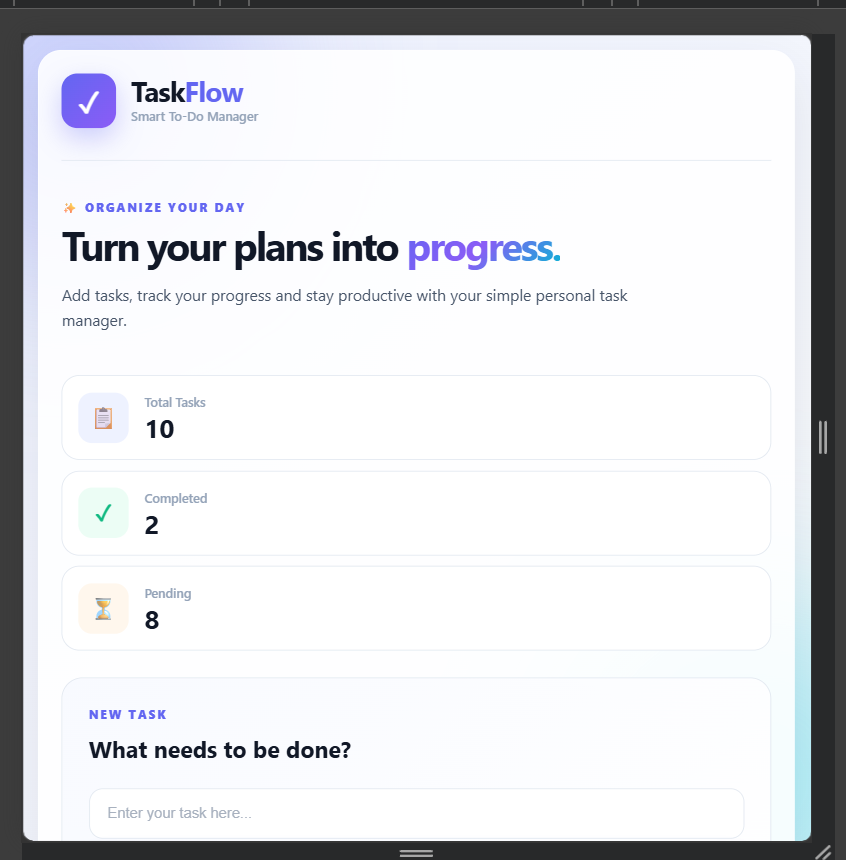 TaskFlow
Smart To-Do Manager
ORGANIZE YOUR DAY
Turn your plans into progress.
Add tasks, track your progress and stay productive with your simple personal task
manager.
Total Tasks
10
Completed
2
Pending
8
NEW TASK
What needs to be done?
Enter your task here...